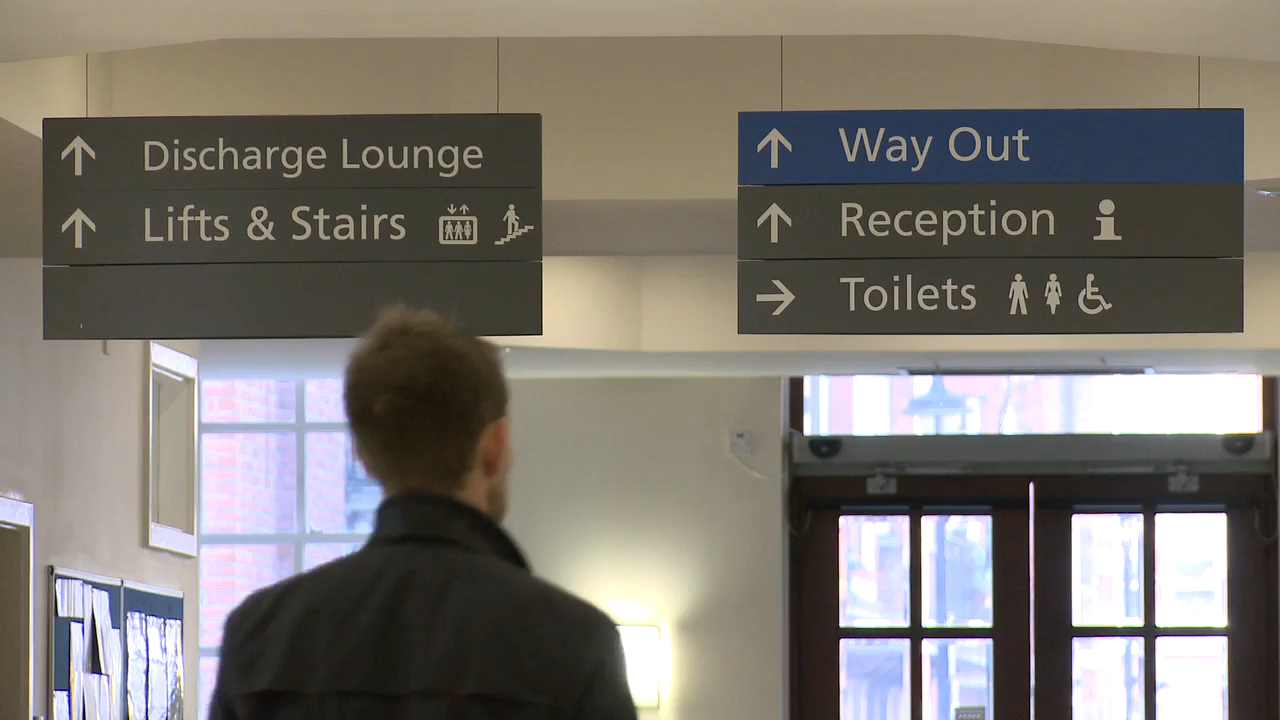 Discharge Lounge
Lifts & Stairs
Way Out
Reception
Toilets